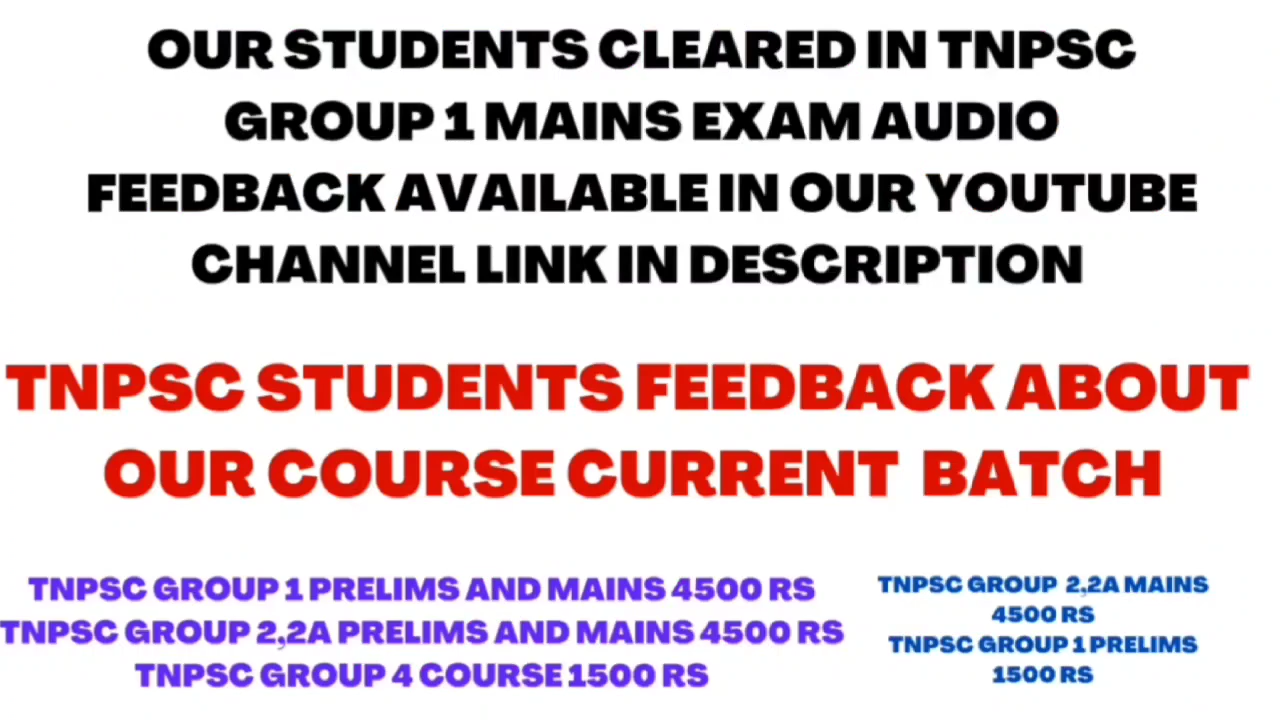 OUR STUDENTS CLEARED IN TNPSC
GROUP 1 MAINS EXAM AUDIO
FEEDBACK AVAILABLE IN OUR YOUTUBE
CHANNEL LINK IN DESCRIPTION
TNPSC STUDENTS FEEDBACK ABOUT
OUR COURSE CURRENT BATCH
TNPSC GROUP 1 PRELIMS AND MAINS 4500 RS
TNPSC GROUP 2,2A PRELIMS AND MAINS 4500 RS
TNPSC GROUP 4 COURSE 1500 RS
TNPSC GROUP 2,2A MAINS
4500 RS
TNPSC GROUP 1 PRELIMS
1500 RS